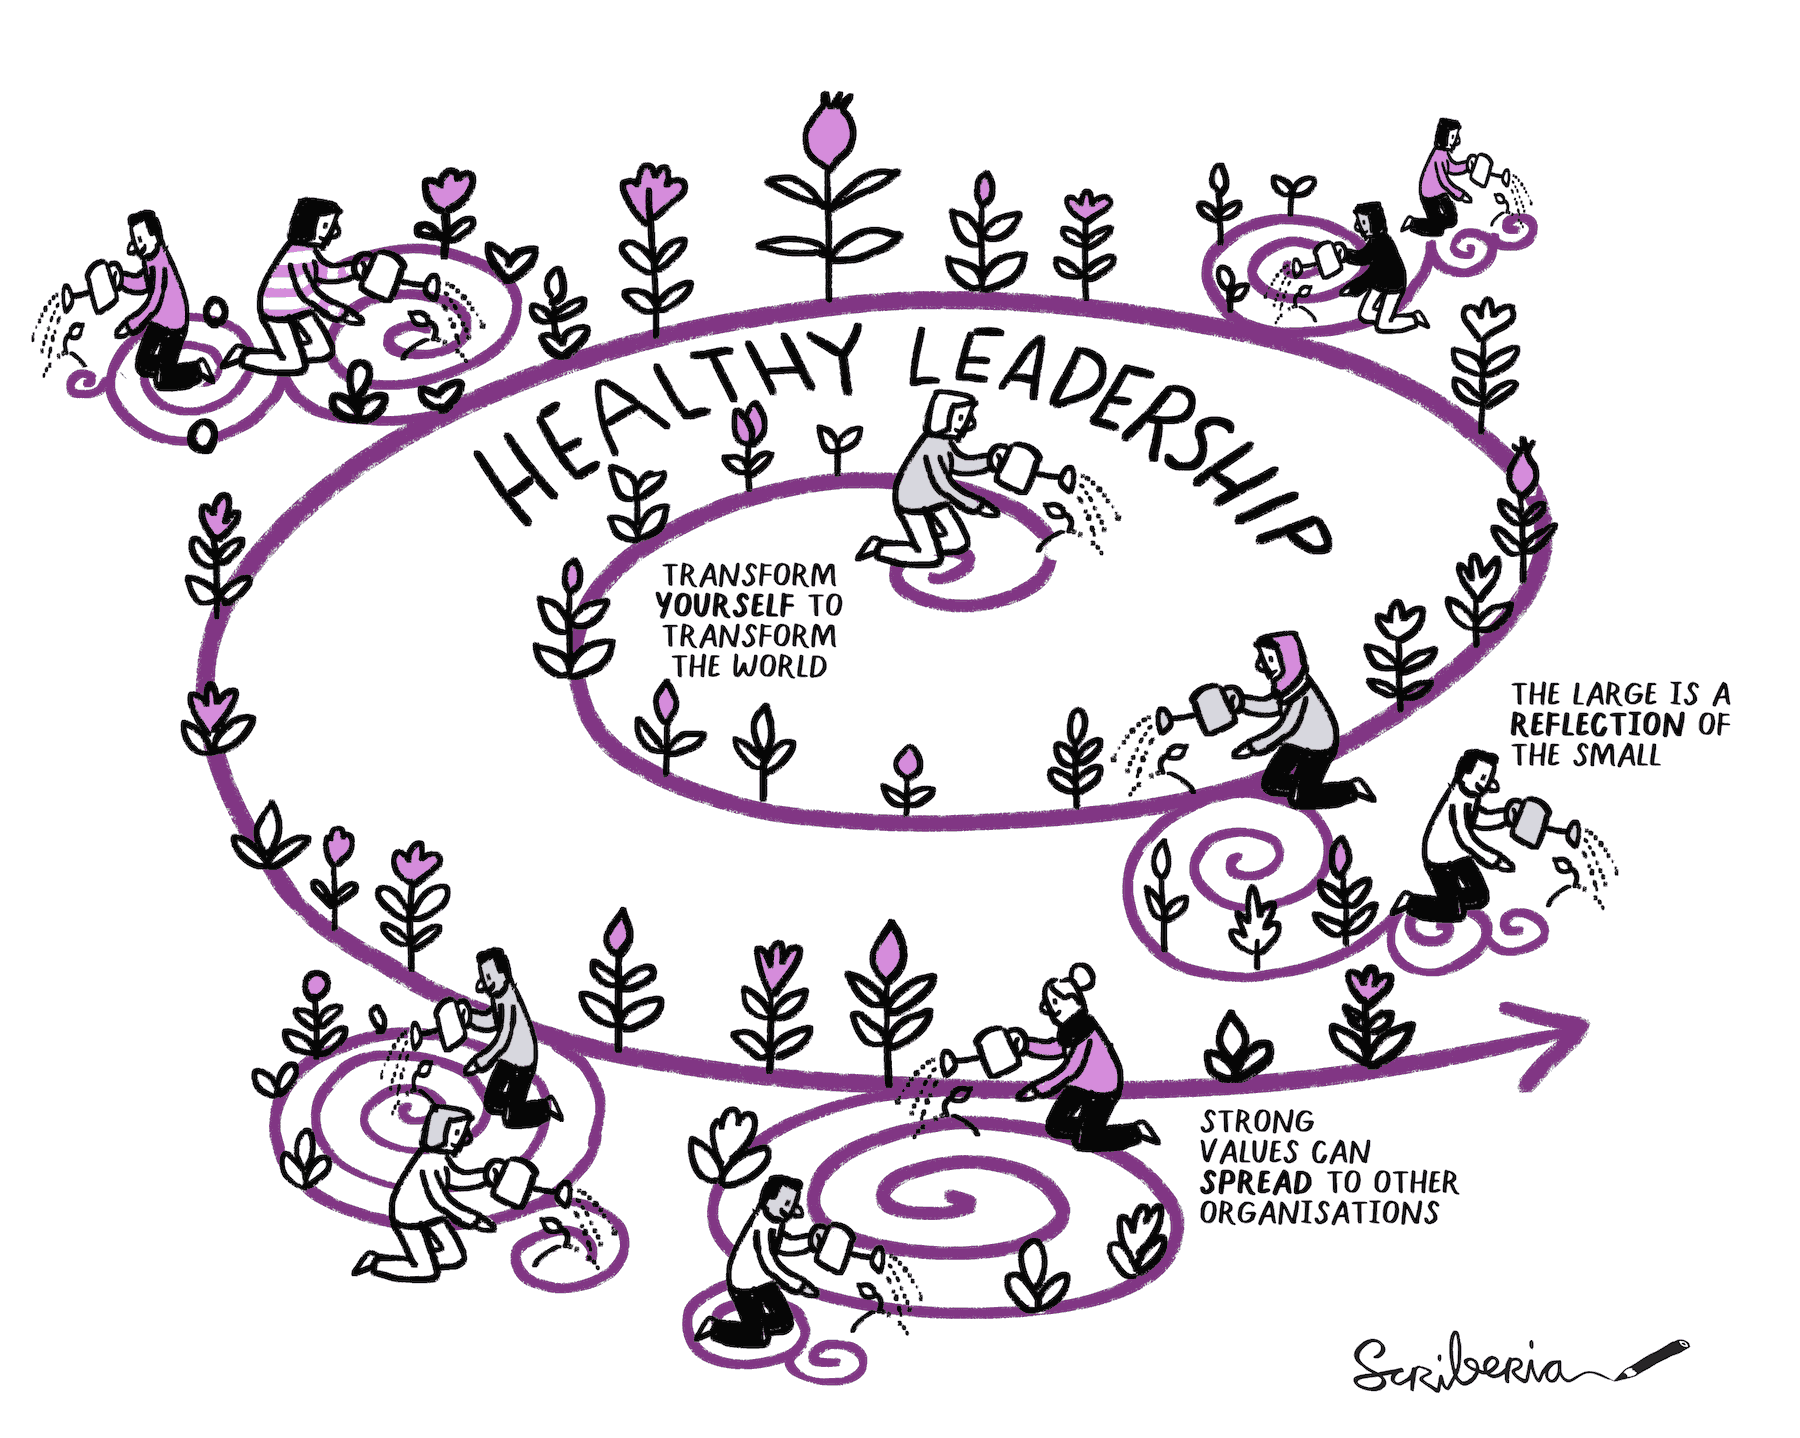 HEALTHY LEADERSHIP
TRANSFORM
YOURSELF TO
TRANSFORM
THE WORLD
THE LARGE IS A
REFLECTION OF
THE SMALL
STRONG
VALUES CAN
SPREAD TO OTHER
ORGANISATIONS
Scriberia